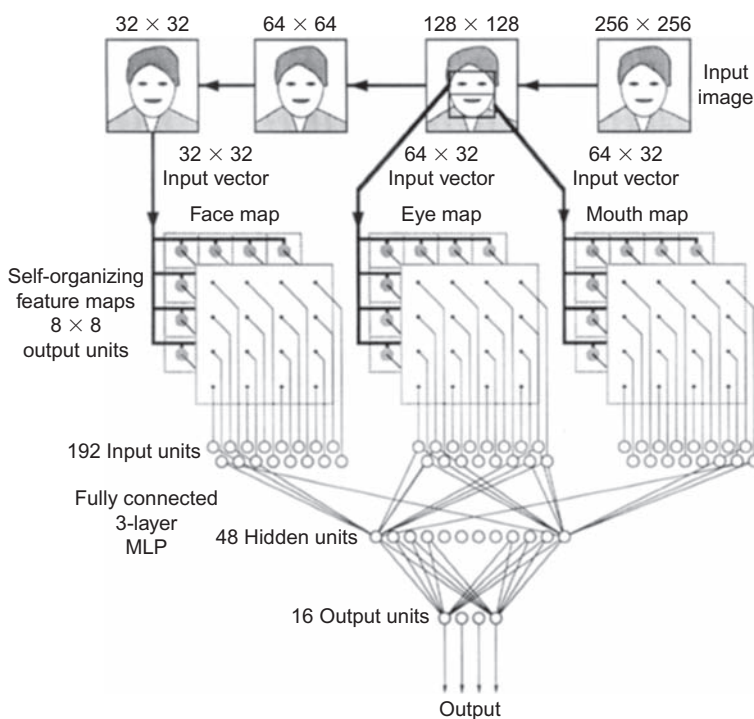 32 × 32
64 × 64
128 × 128
256 × 256
Input
image
32 × 32
Input vector
64 × 32
Input vector
64 × 32
Input vector
Face map
Eye map
Mouth map
Self-organizing
feature maps
8 × 8
output units
192 Input units
Fully connected
3-layer
MLP
48 Hidden units
16 Output units
Output